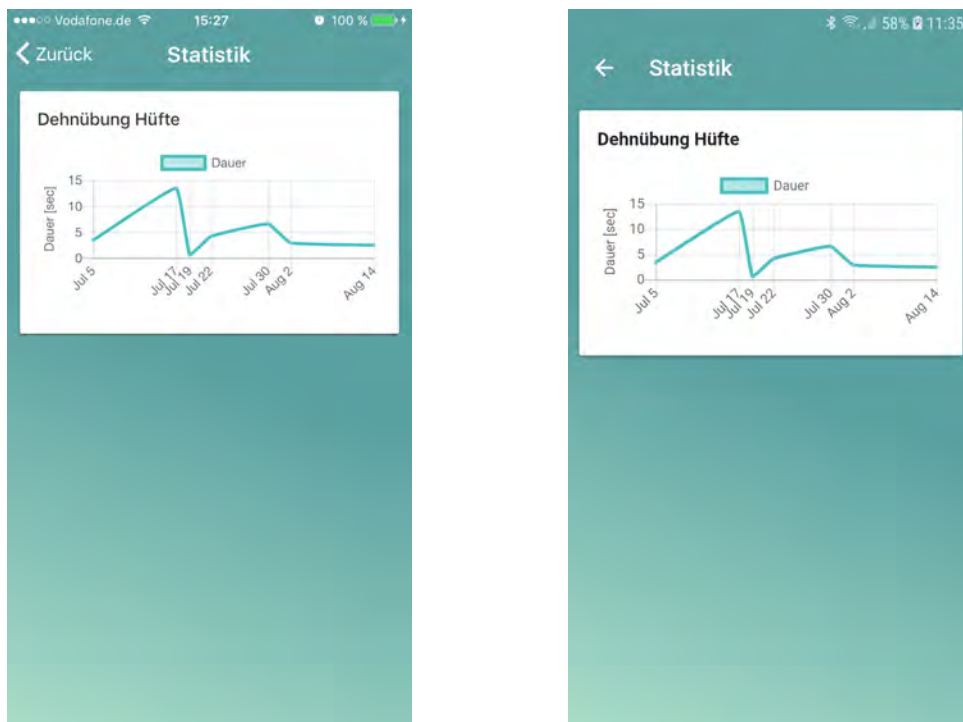 Vodafone.de 15:27 100 %
Zurück Statistik
Dehnübung Hüfte
Dauer
Dauer [sec]
15
10
5
0
Jul 5 Jul 17 Jul 19 Jul 22 Jul 30 Aug 2 Aug 14
58% 11:35
Statistik
Dehnübung Hüfte
Dauer
Dauer [sec]
15
10
5
0
Jul 5 Jul 17 Jul 19 Jul 22 Jul 30 Aug 2 Aug 14